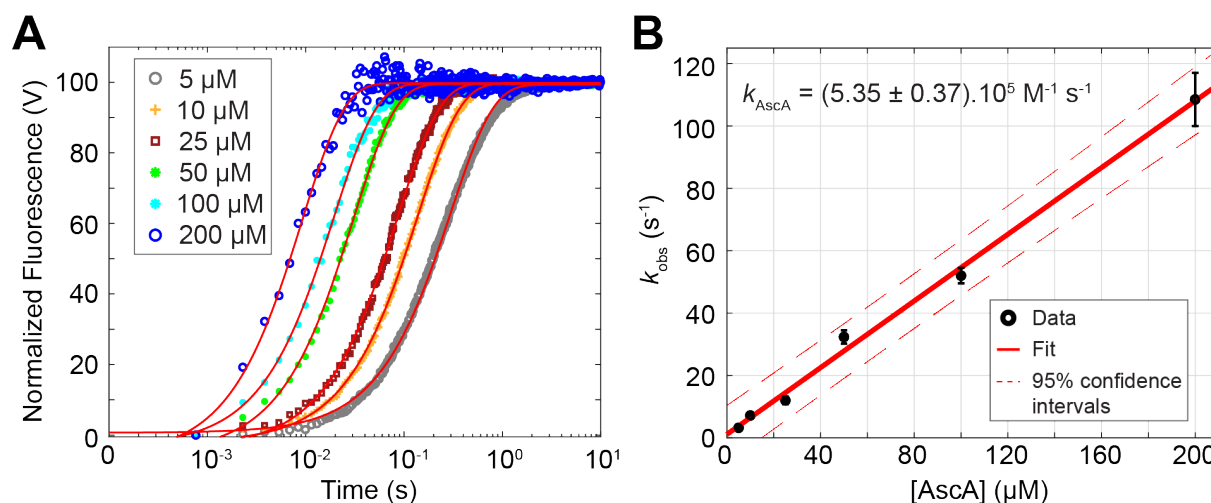 A
Normalized Fluorescence (V)
100
80
60
40
20
0
5 µM
10 µM
25 µM
50 µM
100 µM
200 µM
0
10⁻³
10⁻²
10⁻¹
10⁰
10¹
Time (s)
B
k_obs (s⁻¹)
120
100
80
60
40
20
0
k_AscA = (5.35 ± 0.37).10⁵ M⁻¹ s⁻¹
Data
Fit
95% confidence
intervals
0
40
80
120
160
200
[AscA] (µM)